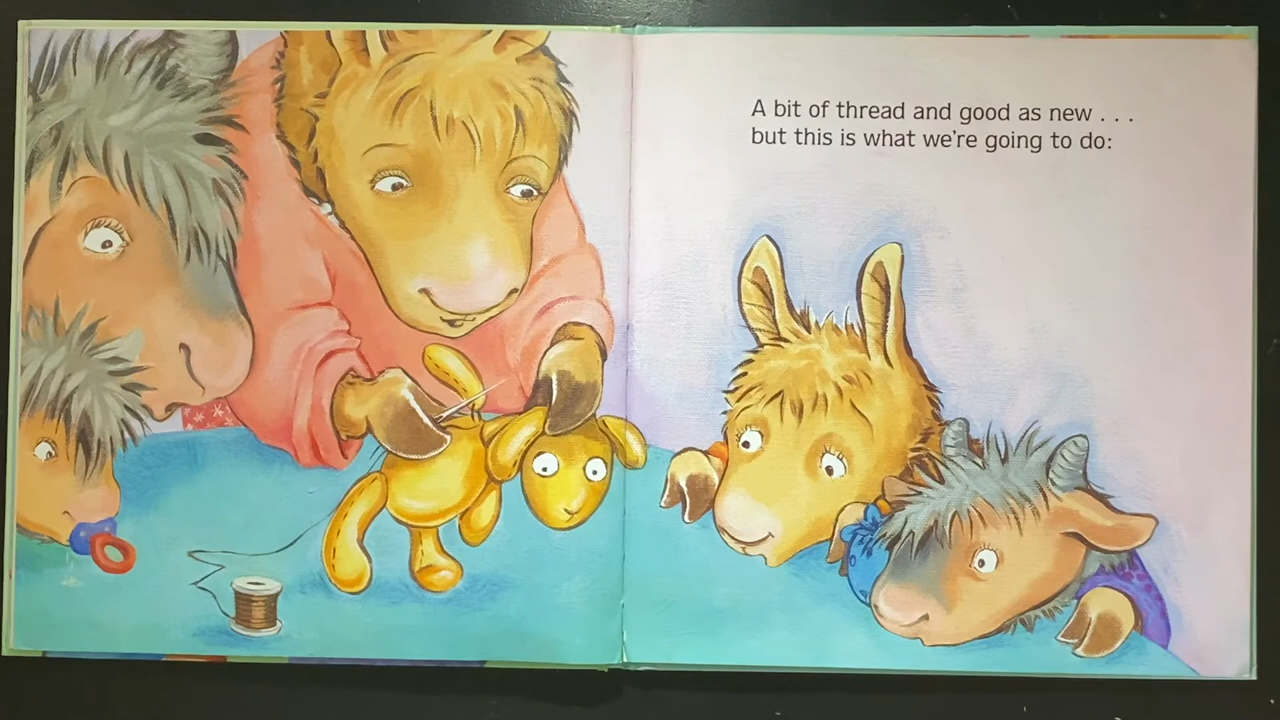 A bit of thread and good as new . . .
but this is what we're going to do: